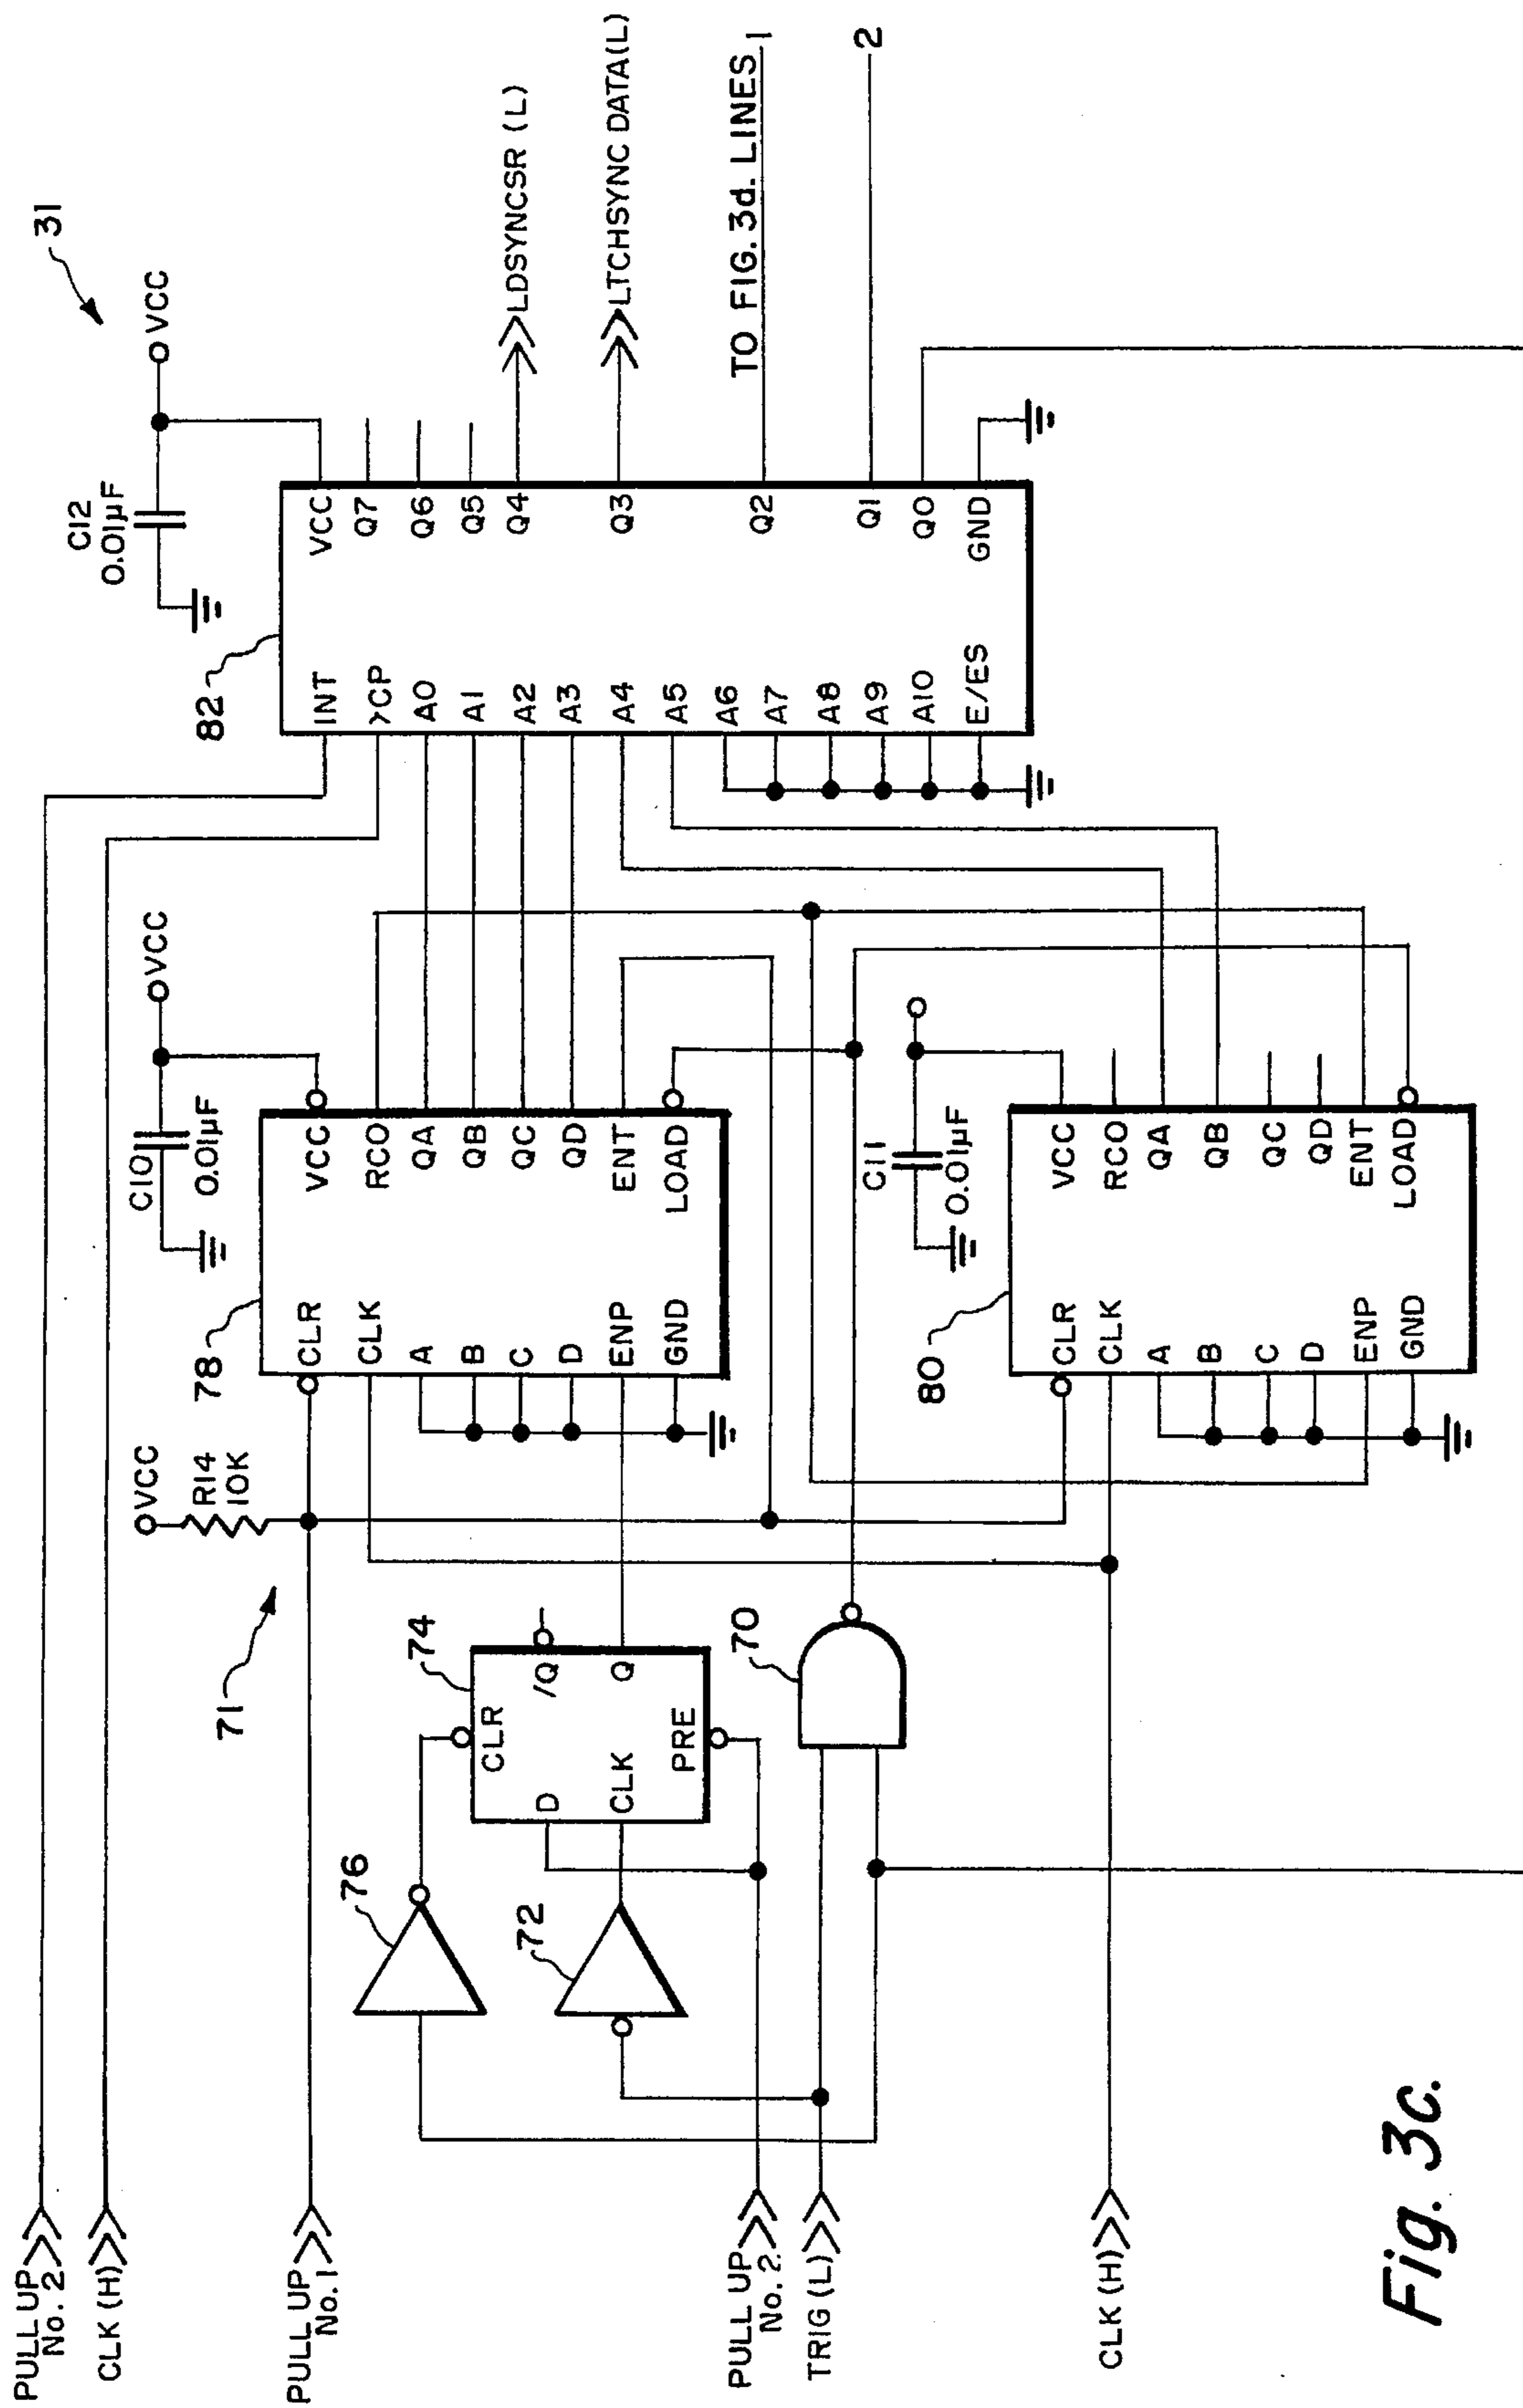 31
PULL UP
No. 2
CLK (H)
C12
0.01µF
VCC
82
INT
>CP
A0
A1
A2
A3
A4
A5
A6
A7
A8
A9
A10
E/ES
VCC
Q7
Q6
Q5
Q4
Q3
Q2
Q1
Q0
GND
LDSYNCSR (L)
LTCHSYNC DATA(L)
TO FIG. 3d. LINES 1
2
PULL UP
No. 1
71
VCC
R14
10K
C10
0.01µF
VCC
78
CLR
CLK
A
B
C
D
ENP
GND
VCC
RCO
QA
QB
QC
QD
ENT
LOAD
76
72
74
CLR
/Q
D
CLK
Q
PRE
70
PULL UP
No. 2.
TRIG (L)
CLK (H)
C11
0.01µF
80
CLR
CLK
A
B
C
D
ENP
GND
VCC
RCO
QA
QB
QC
QD
ENT
LOAD
Fig. 3c.